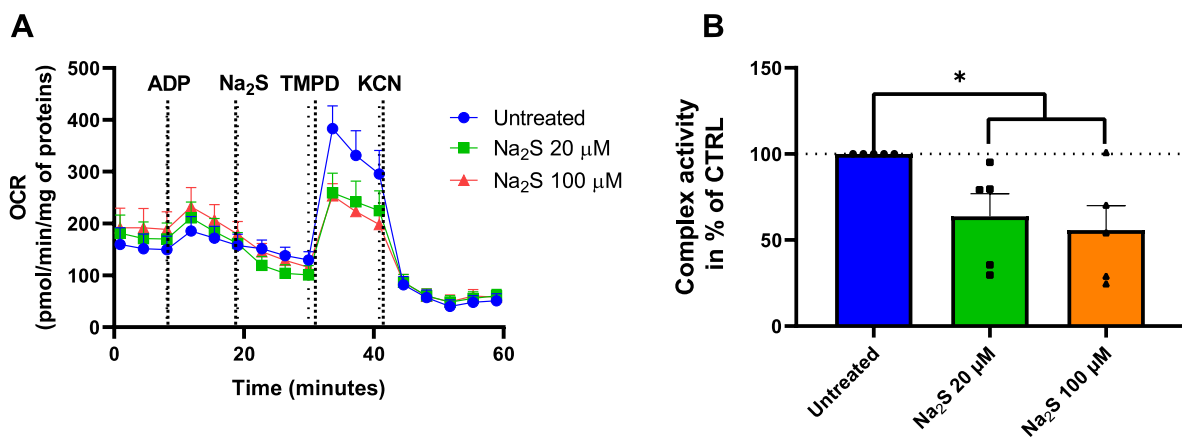 A
OCR
(pmol/min/mg of proteins)
500
400
300
200
100
0
ADP
Na₂S
TMPD
KCN
0
20
40
60
Time (minutes)
Untreated
Na₂S 20 μM
Na₂S 100 μM
B
Complex activity
in % of CTRL
150
100
50
0
*
Untreated
Na₂S 20 μM
Na₂S 100 μM